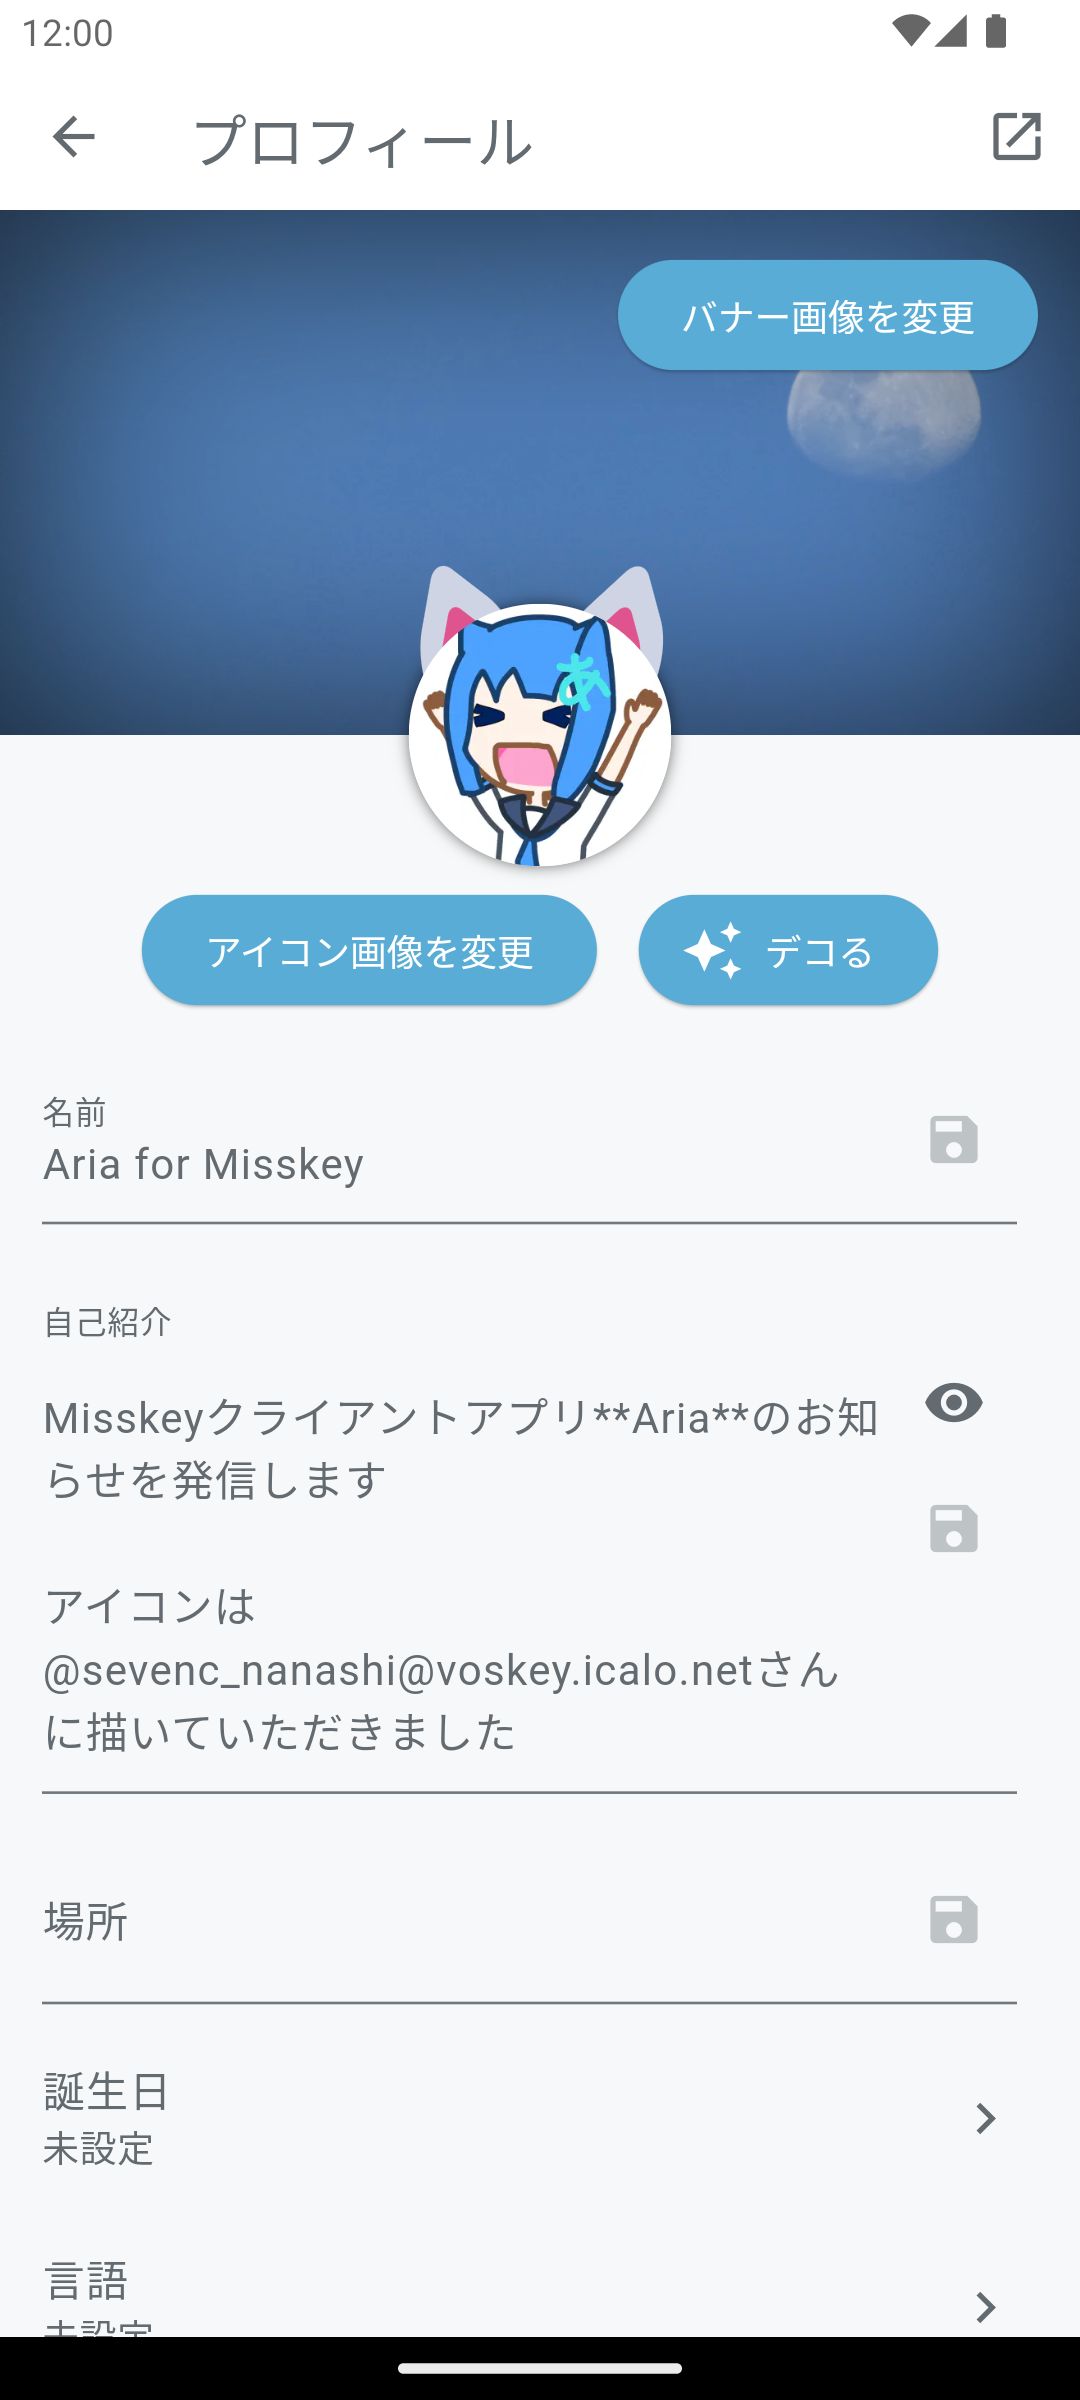 12:00
プロフィール
バナー画像を変更
あ
アイコン画像を変更
デコる
名前
Aria for Misskey
自己紹介
Misskeyクライアントアプリ**Aria**のお知
らせを発信します
アイコンは
@sevenc_nanashi@voskey.icalo.netさん
に描いていただきました
場所
誕生日
未設定
言語
未設定